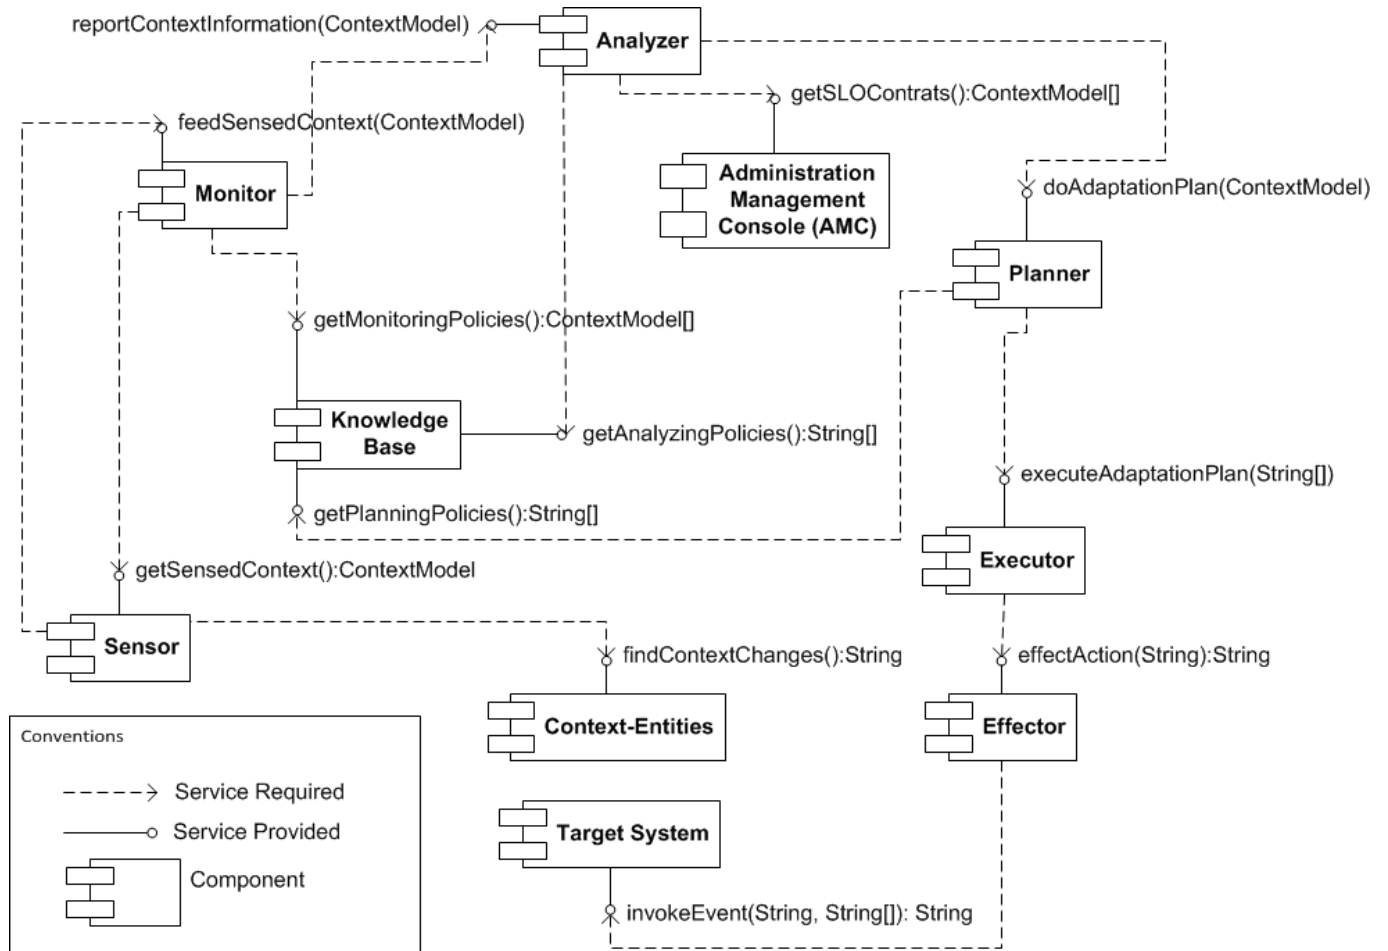 reportContextInformation(ContextModel)
Analyzer
getSLOContrats():ContextModel[]
feedSensedContext(ContextModel)
Monitor
Administration
Management
Console (AMC)
doAdaptationPlan(ContextModel)
Planner
getMonitoringPolicies():ContextModel[]
Knowledge
Base
getAnalyzingPolicies():String[]
executeAdaptationPlan(String[])
getPlanningPolicies():String[]
Executor
getSensedContext():ContextModel
Sensor
findContextChanges():String
effectAction(String):String
Context-Entities
Effector
Conventions
Service Required
Service Provided
Component
Target System
invokeEvent(String, String[]): String